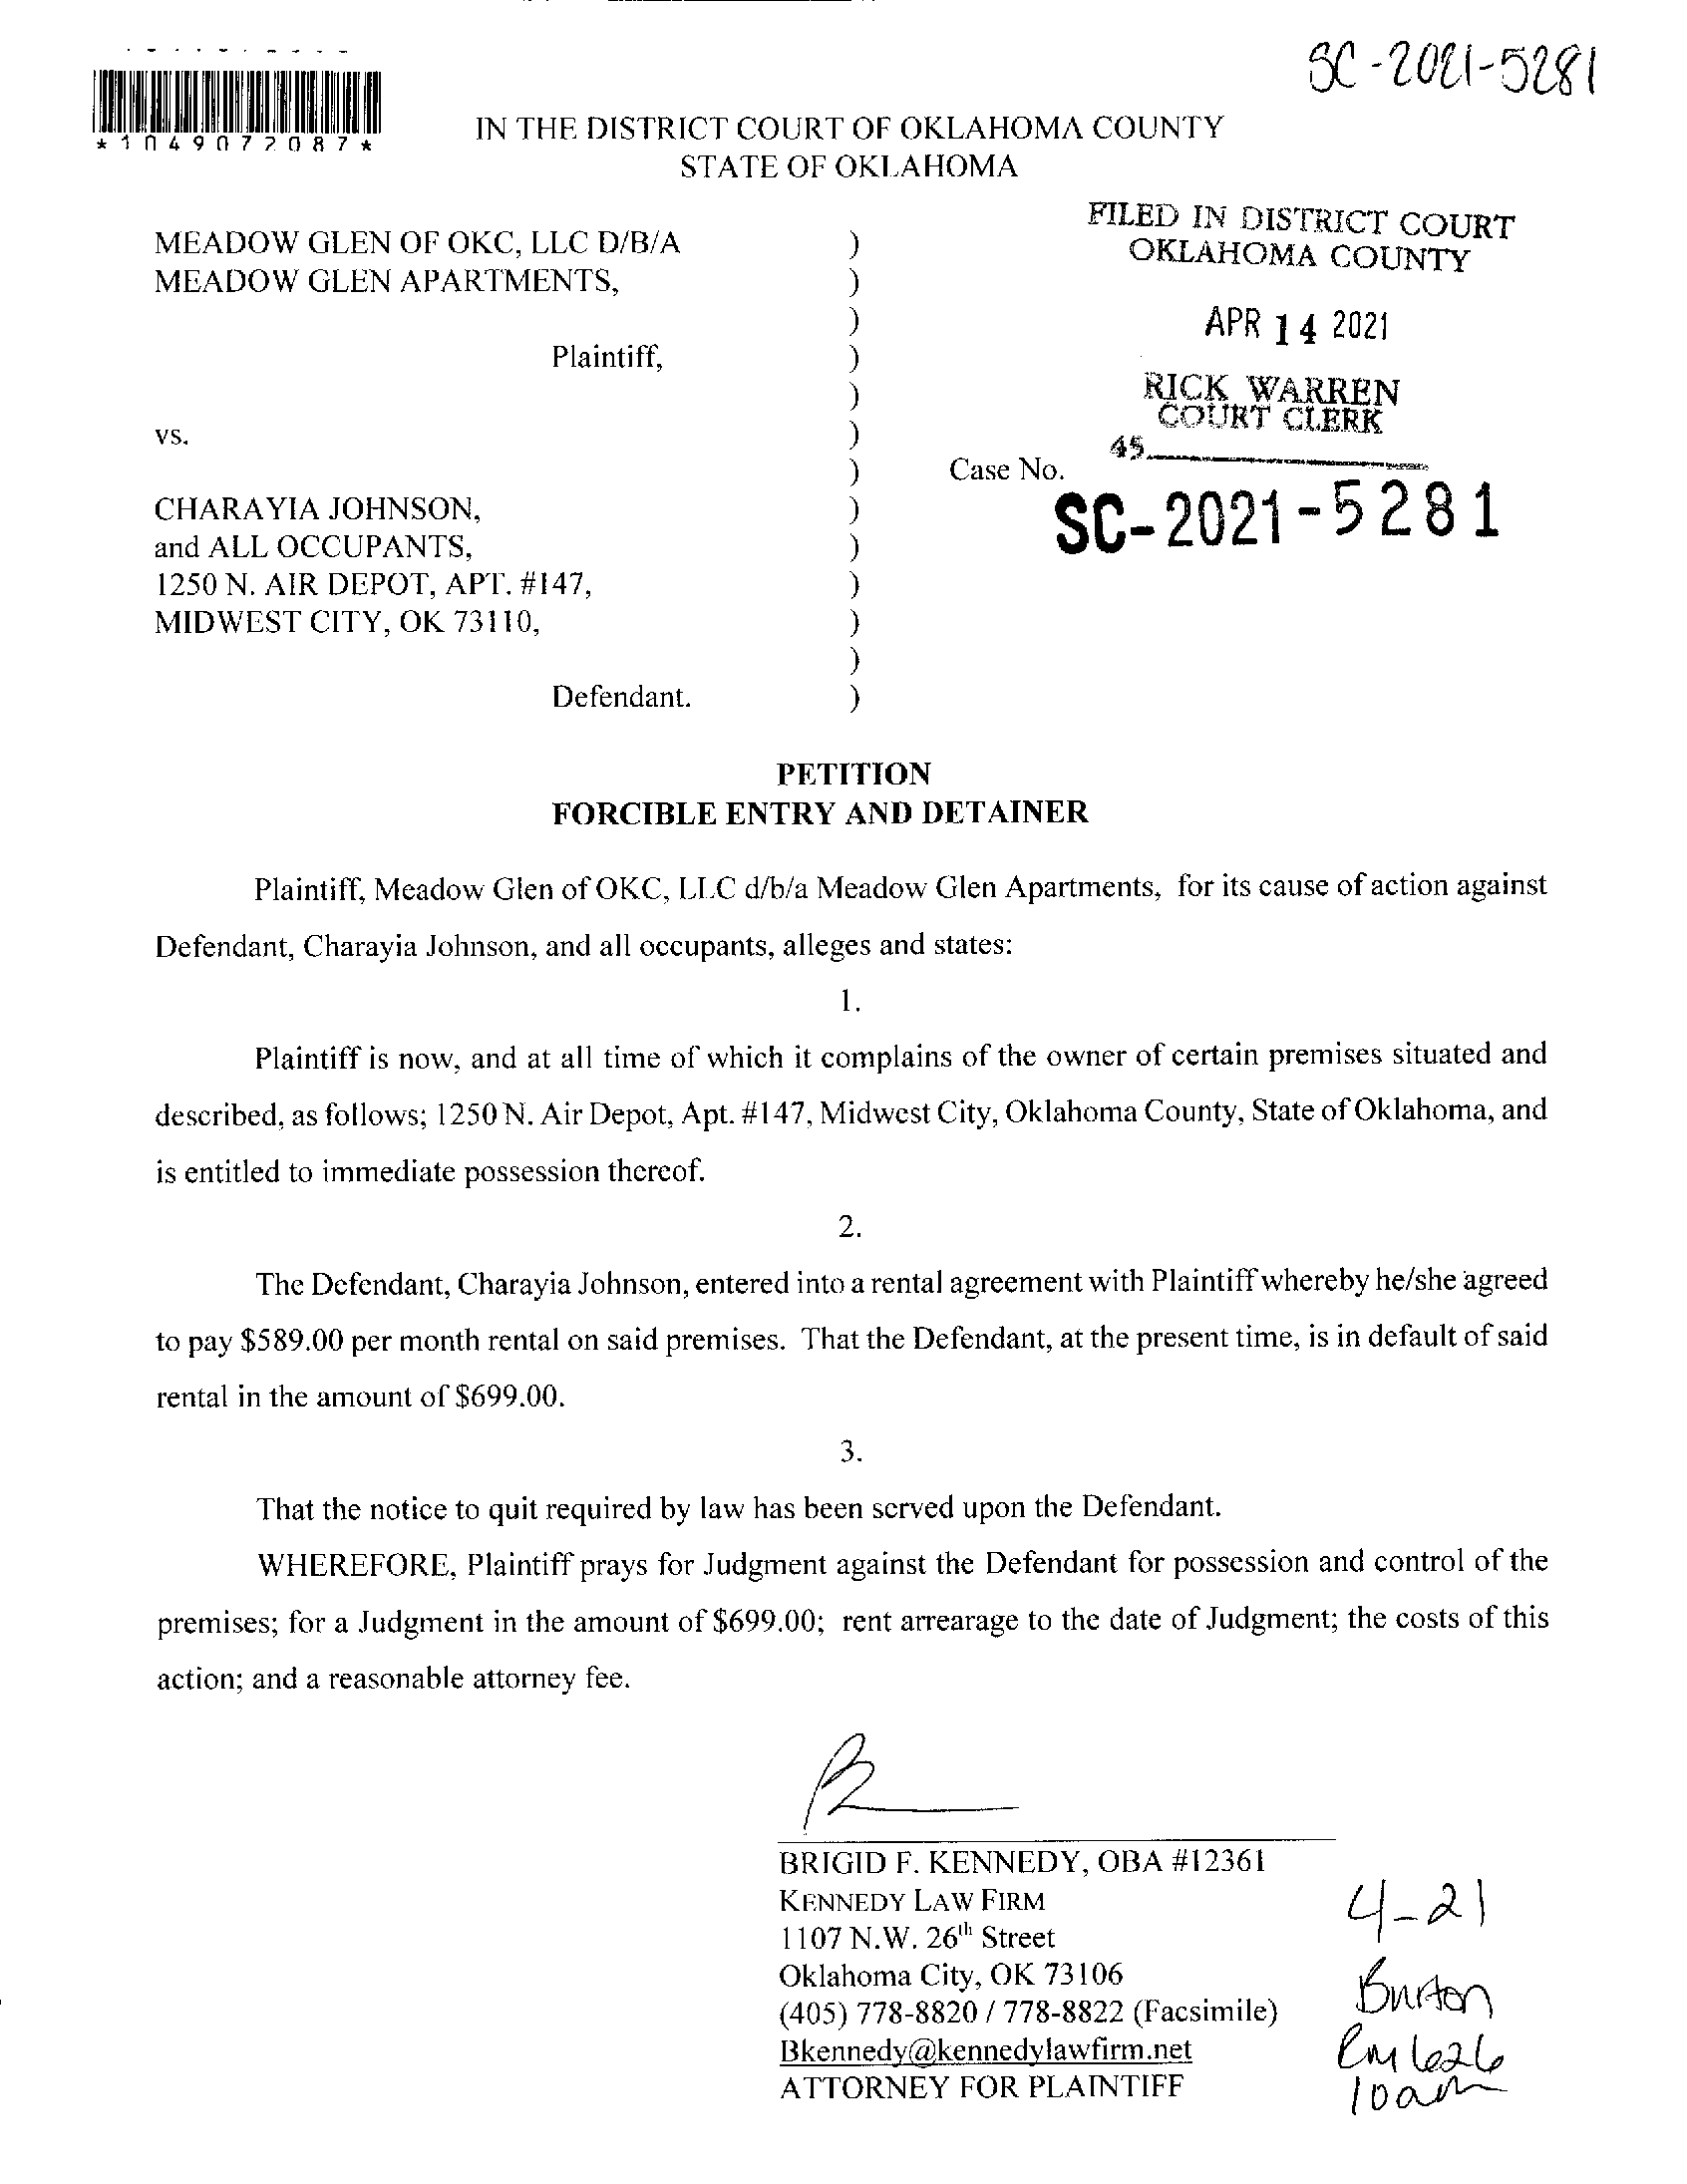 SC-2021-5281
*1049072087*
IN THE DISTRICT COURT OF OKLAHOMA COUNTY
STATE OF OKLAHOMA
FILED IN DISTRICT COURT
OKLAHOMA COUNTY
APR 14 2021
RICK WARREN
COURT CLERK
45
MEADOW GLEN OF OKC, LLC D/B/A )
MEADOW GLEN APARTMENTS, )
)
Plaintiff, )
)
vs. )
) Case No.
SC-2021-5281
CHARAYIA JOHNSON, )
and ALL OCCUPANTS, )
1250 N. AIR DEPOT, APT. #147, )
MIDWEST CITY, OK 73110, )
)
Defendant. )
PETITION
FORCIBLE ENTRY AND DETAINER
Plaintiff, Meadow Glen of OKC, LLC d/b/a Meadow Glen Apartments, for its cause of action against
Defendant, Charayia Johnson, and all occupants, alleges and states:
1.
Plaintiff is now, and at all time of which it complains of the owner of certain premises situated and
described, as follows; 1250 N. Air Depot, Apt. #147, Midwest City, Oklahoma County, State of Oklahoma, and
is entitled to immediate possession thereof.
2.
The Defendant, Charayia Johnson, entered into a rental agreement with Plaintiff whereby he/she agreed
to pay $589.00 per month rental on said premises. That the Defendant, at the present time, is in default of said
rental in the amount of $699.00.
3.
That the notice to quit required by law has been served upon the Defendant.
WHEREFORE, Plaintiff prays for Judgment against the Defendant for possession and control of the
premises; for a Judgment in the amount of $699.00; rent arrearage to the date of Judgment; the costs of this
action; and a reasonable attorney fee.
BRIGID F. KENNEDY, OBA #12361
KENNEDY LAW FIRM
1107 N.W. 26th Street
Oklahoma City, OK 73106
(405) 778-8820 / 778-8822 (Facsimile)
Bkennedy@kennedylawfirm.net
ATTORNEY FOR PLAINTIFF
4-21
Burton
Rm 626
10am